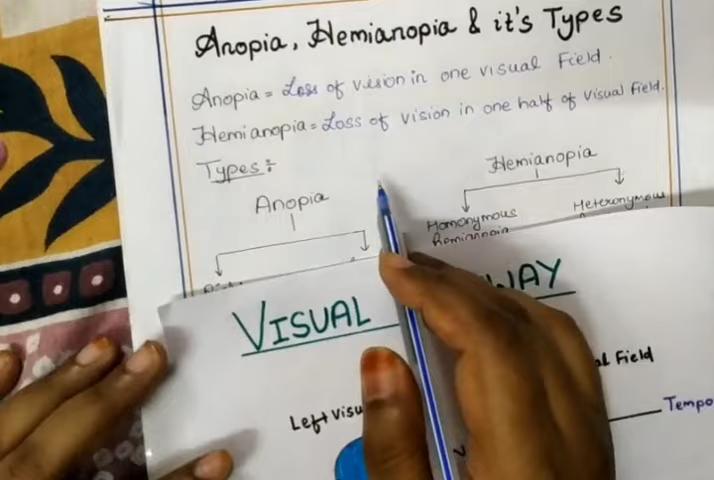 Anopia, Hemianopia & it's Types
Anopia = Loss of vision in one visual Field.
Hemianopia = Loss of vision in one half of visual Field.
Types:
Anopia
Hemianopia
Homonymous
Heteronymous
VISUAL WAY
Left Visu
al Field
Tempo